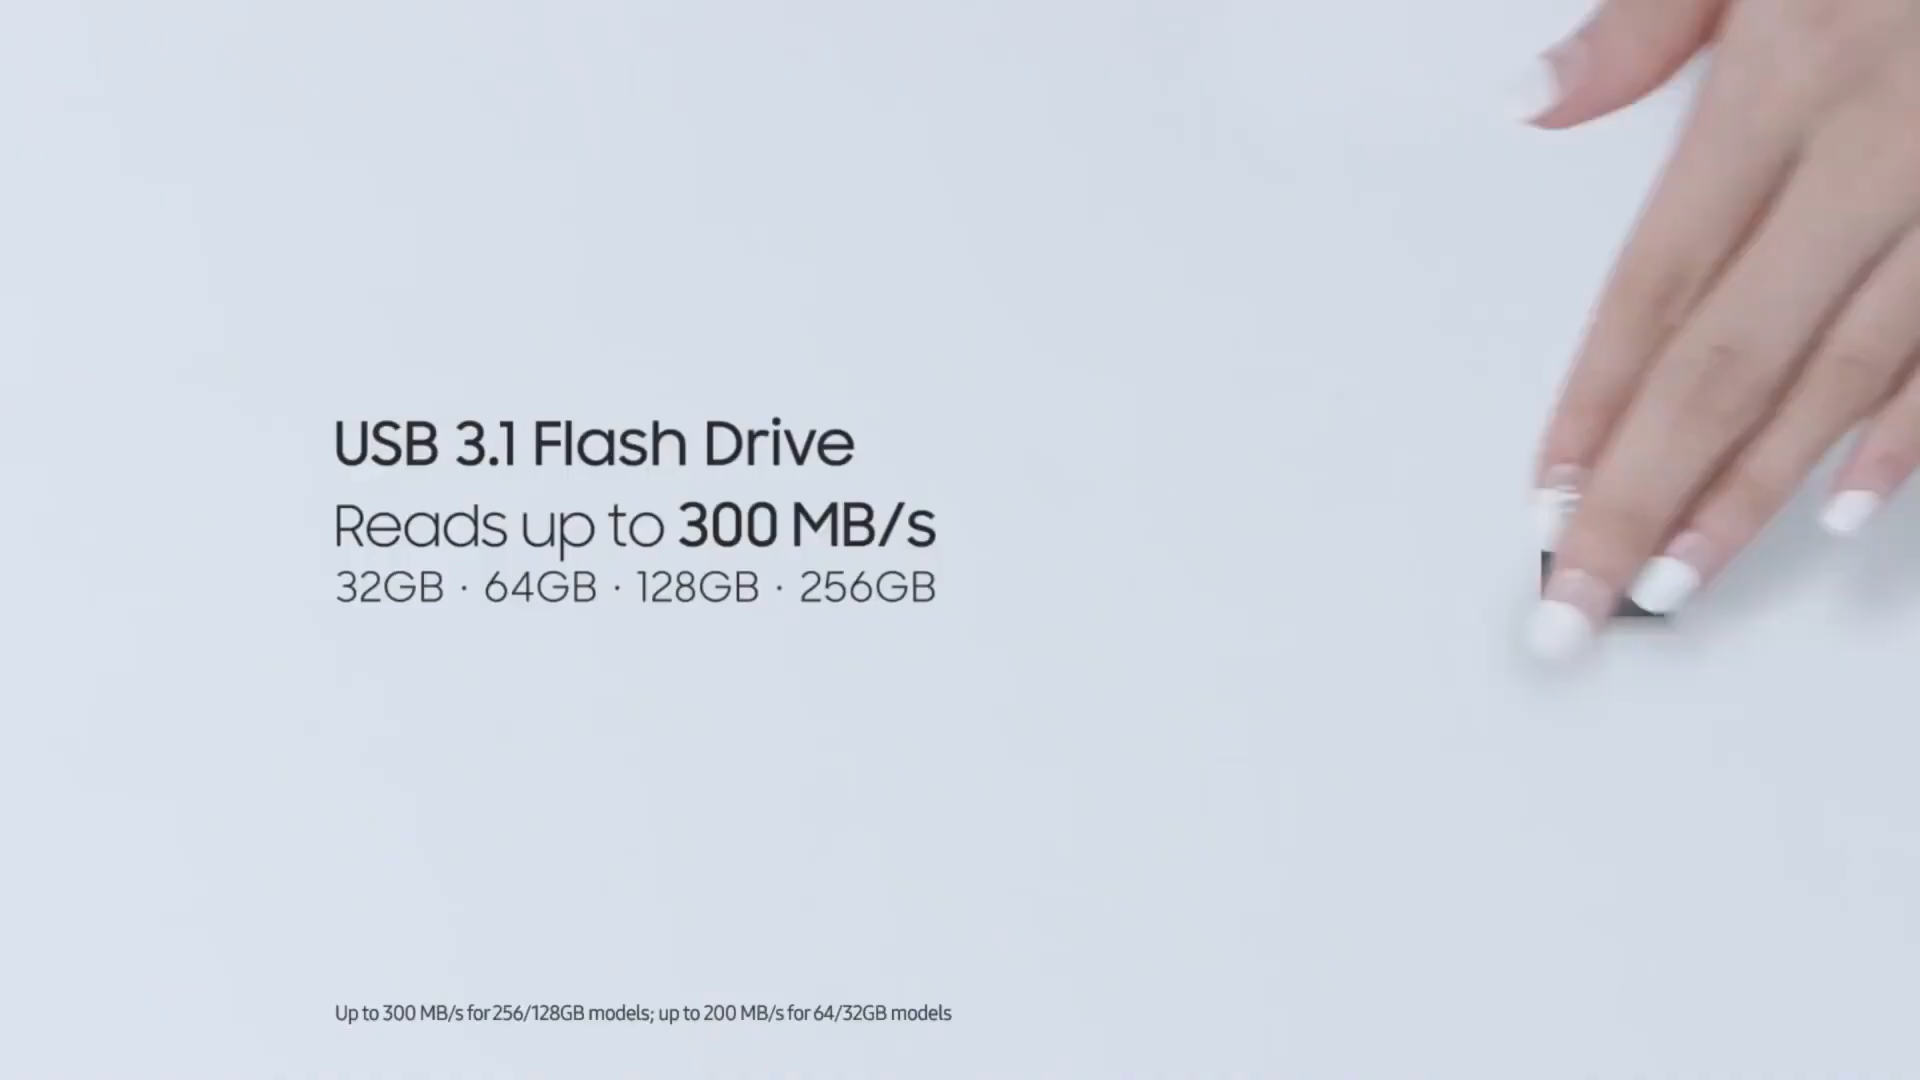 USB 3.1 Flash Drive
Reads up to 300 MB/s
32GB · 64GB · 128GB · 256GB
Up to 300 MB/s for 256/128GB models; up to 200 MB/s for 64/32GB models